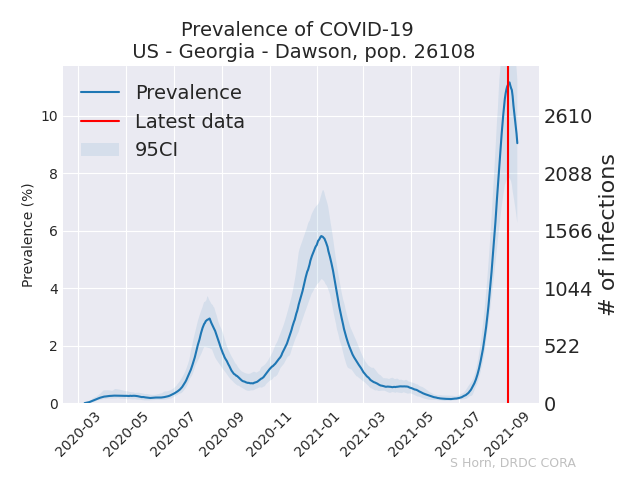 Prevalence of COVID-19
US - Georgia - Dawson, pop. 26108
Prevalence
Latest data
95CI
Prevalence (%)
10
8
6
4
2
0
2610
2088
1566
1044
522
0
# of infections
2020-03
2020-05
2020-07
2020-09
2020-11
2021-01
2021-03
2021-05
2021-07
2021-09
S Horn, DRDC CORA